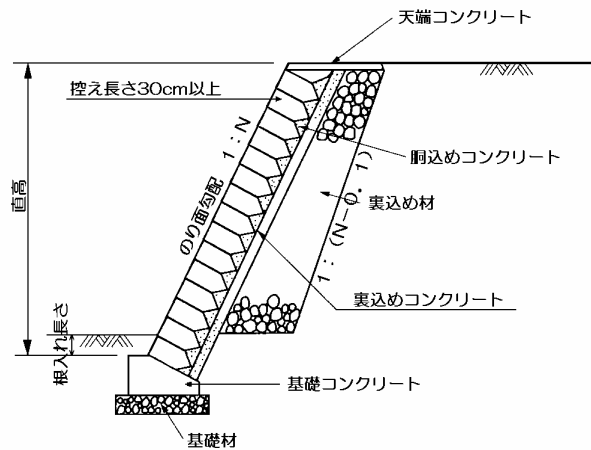 天端コンクリート
控え長さ30cm以上
のり面勾配 1:N
胴込めコンクリート
直高
裏込め材
1:(N-0.1)
裏込めコンクリート
根入れ長さ
基礎コンクリート
基礎材